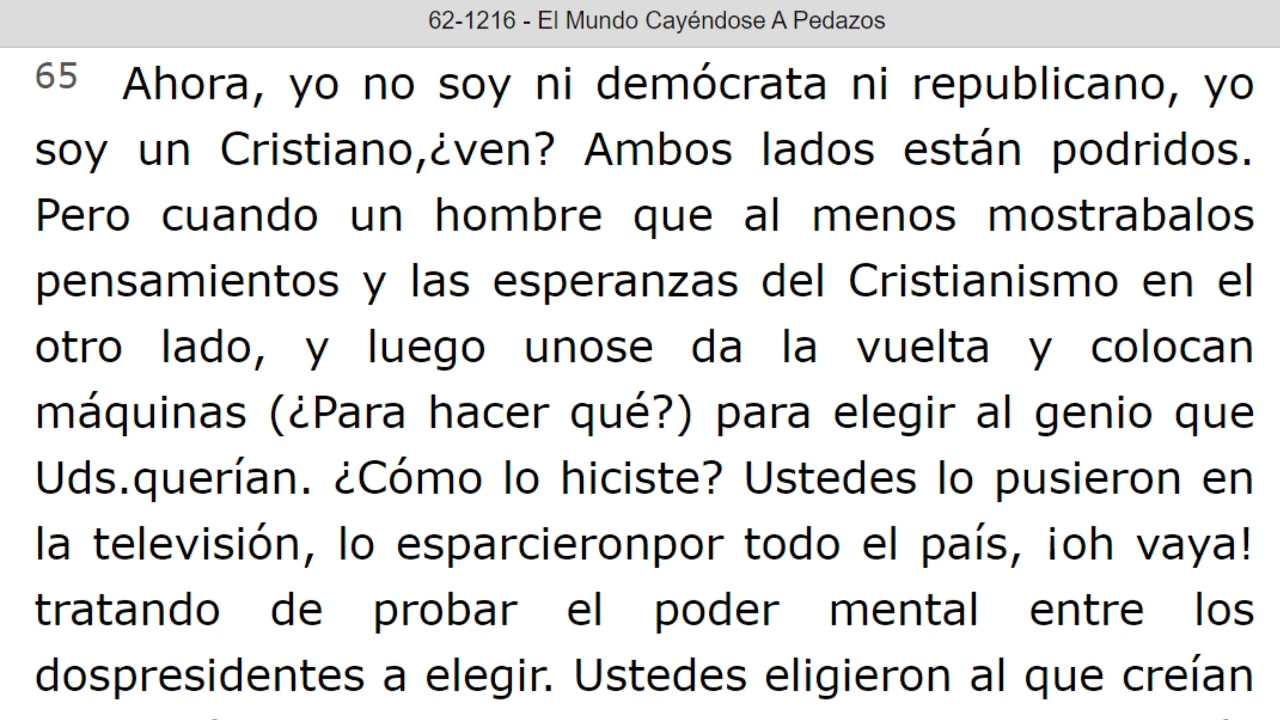 62-1216 - El Mundo Cayéndose A Pedazos
65 Ahora, yo no soy ni demócrata ni republicano, yo
soy un Cristiano,¿ven? Ambos lados están podridos.
Pero cuando un hombre que al menos mostrabalos
pensamientos y las esperanzas del Cristianismo en el
otro lado, y luego unose da la vuelta y colocan
máquinas (¿Para hacer qué?) para elegir al genio que
Uds.querían. ¿Cómo lo hiciste? Ustedes lo pusieron en
la televisión, lo esparcieronpor todo el país, ¡oh vaya!
tratando de probar el poder mental entre los
dospresidentes a elegir. Ustedes eligieron al que creían